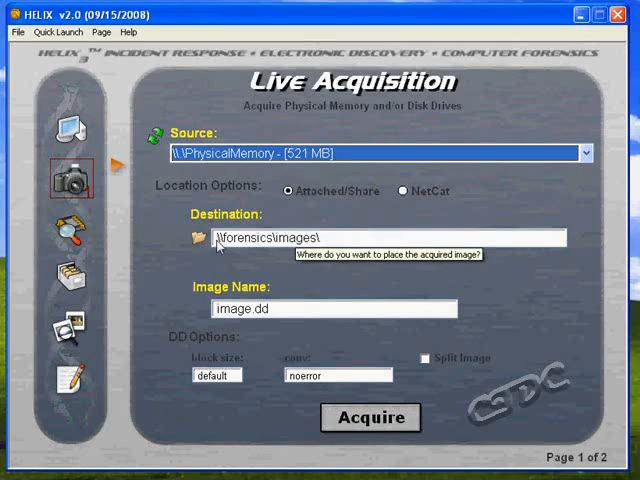 HELIX v2.0 (09/15/2008)
File Quick Launch Page Help
HELIX 3™ INCIDENT RESPONSE • ELECTRONIC DISCOVERY • COMPUTER FORENSICS
Live Acquisition
Acquire Physical Memory and/or Disk Drives
Source:
\\.\PhysicalMemory - [521 MB]
Location Options: Attached/Share NetCat
Destination:
\\forensics\images\
Where do you want to place the acquired image?
Image Name:
image.dd
DD Options:
block size: conv: Split Image
default noerror
Acquire
Page 1 of 2